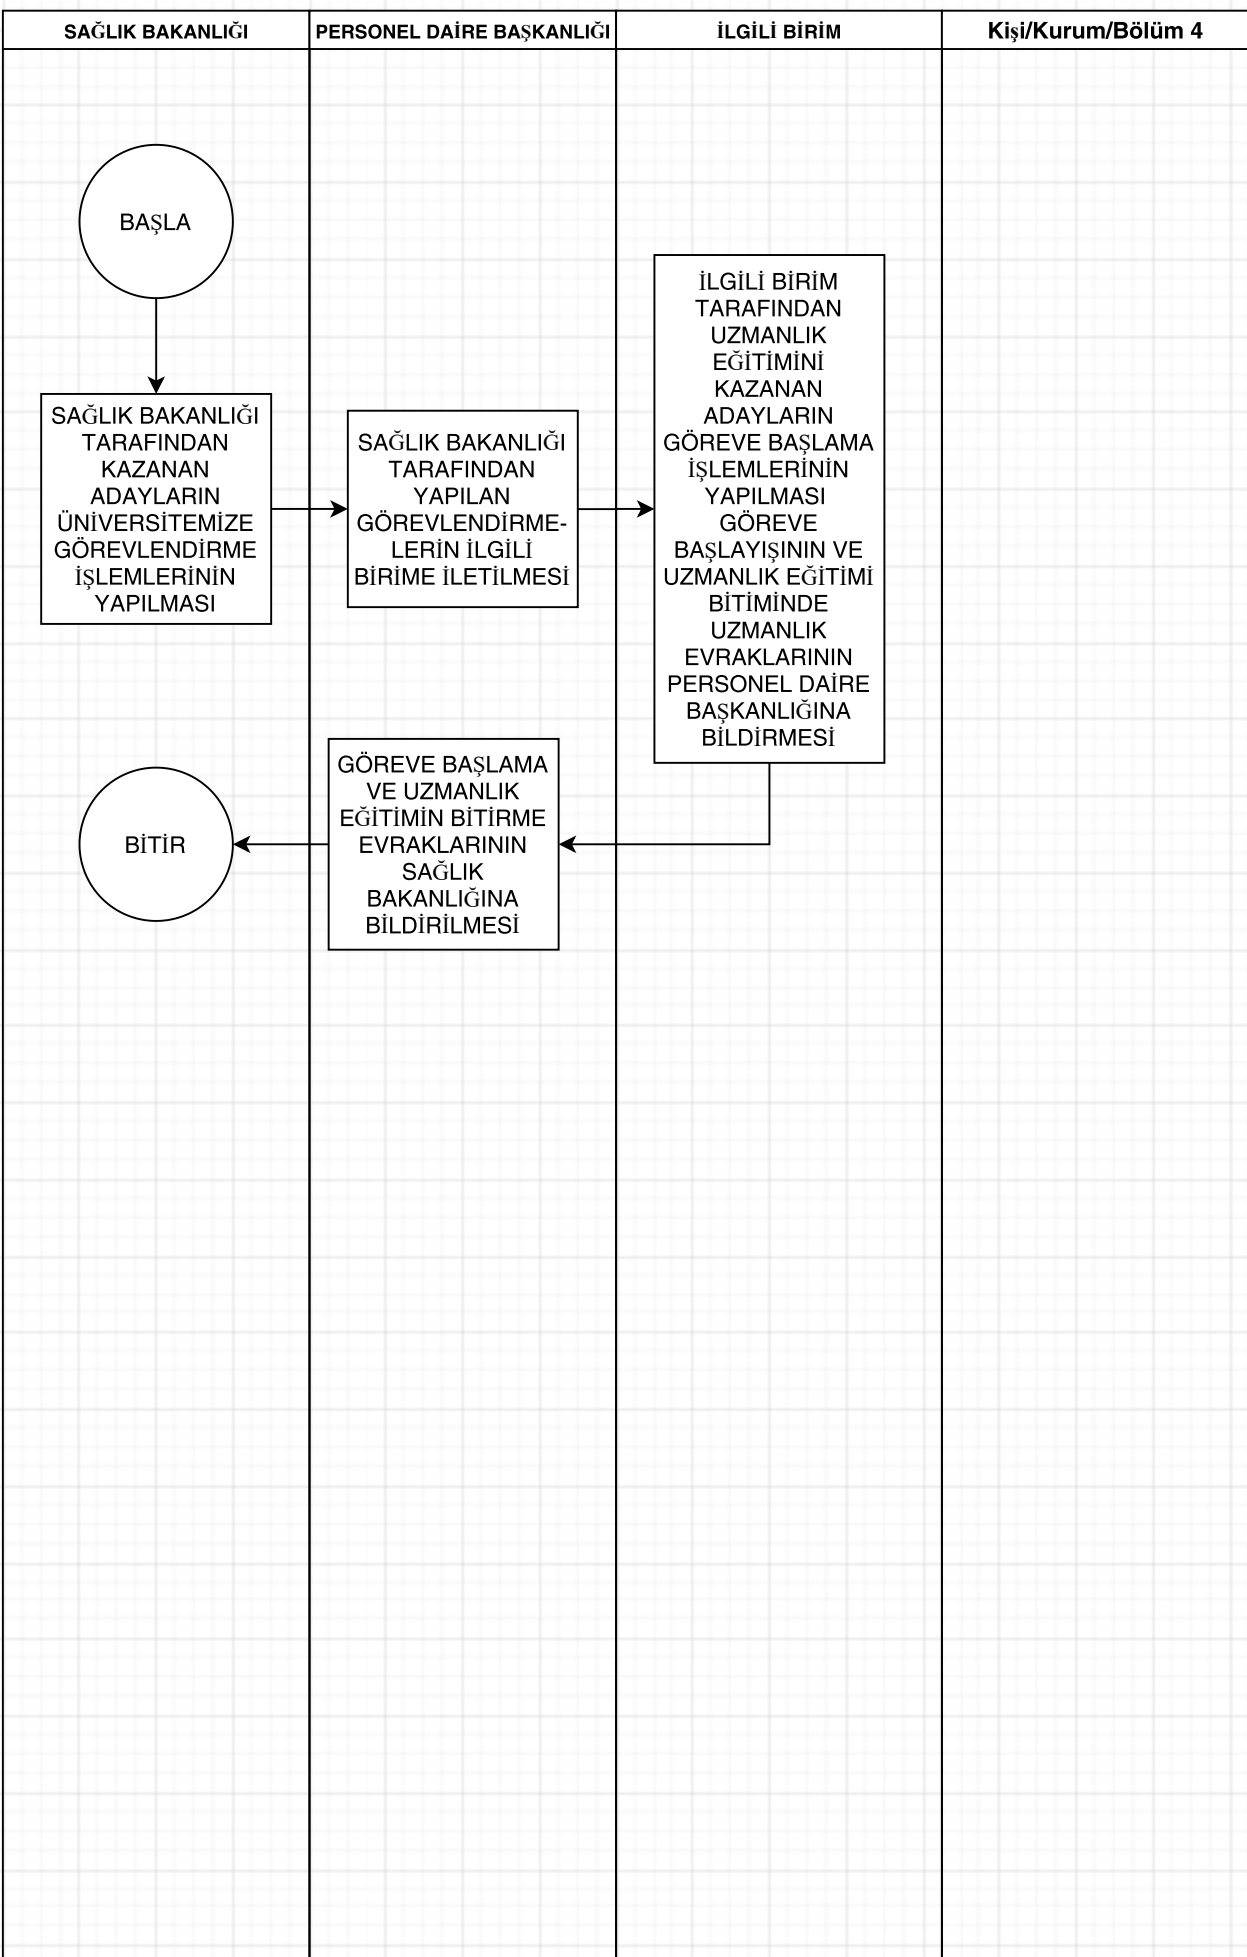 SAĞLIK BAKANLIĞI
PERSONEL DAİRE BAŞKANLIĞI
İLGİLİ BİRİM
Kişi/Kurum/Bölüm 4
BAŞLA
SAĞLIK BAKANLIĞI
TARAFINDAN
KAZANAN
ADAYLARIN
ÜNİVERSİTEMİZE
GÖREVLENDİRME
İŞLEMLERİNİN
YAPILMASI
SAĞLIK BAKANLIĞI
TARAFINDAN
YAPILAN
GÖREVLENDİRME-
LERİN İLGİLİ
BİRİME İLETİLMESİ
İLGİLİ BİRİM
TARAFINDAN
UZMANLIK
EĞİTİMİNİ
KAZANAN
ADAYLARIN
GÖREVE BAŞLAMA
İŞLEMLERİNİN
YAPILMASI
GÖREVE
BAŞLAYIŞININ VE
UZMANLIK EĞİTİMİ
BİTİMİNDE
UZMANLIK
EVRAKLARININ
PERSONEL DAİRE
BAŞKANLIĞINA
BİLDİRMESİ
GÖREVE BAŞLAMA
VE UZMANLIK
EĞİTİMİN BİTİRME
EVRAKLARININ
SAĞLIK
BAKANLIĞINA
BİLDİRİLMESİ
BİTİR